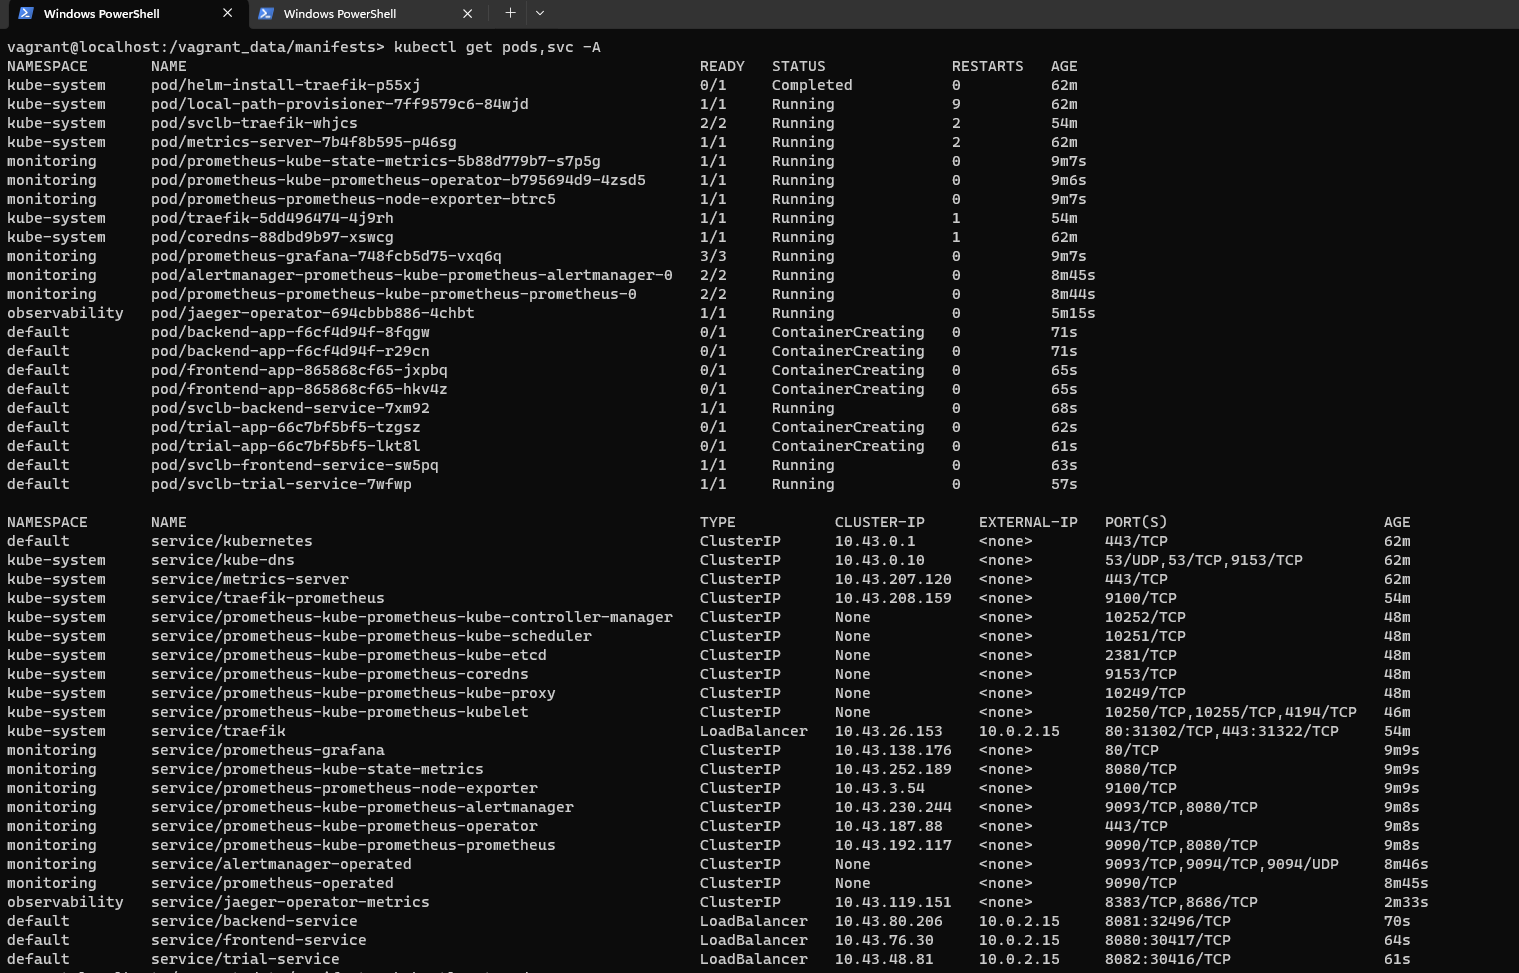 Windows PowerShell
Windows PowerShell
vagrant@localhost:/vagrant_data/manifests> kubectl get pods,svc -A
NAMESPACE NAME READY STATUS RESTARTS AGE
kube-system pod/helm-install-traefik-p55xj 0/1 Completed 0 62m
kube-system pod/local-path-provisioner-7ff9579c6-84wjd 1/1 Running 9 62m
kube-system pod/svclb-traefik-whjcs 2/2 Running 2 54m
kube-system pod/metrics-server-7b4f8b595-p46sg 1/1 Running 2 62m
monitoring pod/prometheus-kube-state-metrics-5b88d779b7-s7p5g 1/1 Running 0 9m7s
monitoring pod/prometheus-kube-prometheus-operator-b795694d9-4zsd5 1/1 Running 0 9m6s
monitoring pod/prometheus-prometheus-node-exporter-btrc5 1/1 Running 0 9m7s
kube-system pod/traefik-5dd496474-4j9rh 1/1 Running 1 54m
kube-system pod/coredns-88dbd9b97-xswcg 1/1 Running 1 62m
monitoring pod/prometheus-grafana-748fcb5d75-vxq6q 3/3 Running 0 9m7s
monitoring pod/alertmanager-prometheus-kube-prometheus-alertmanager-0 2/2 Running 0 8m45s
monitoring pod/prometheus-prometheus-kube-prometheus-prometheus-0 2/2 Running 0 8m44s
observability pod/jaeger-operator-694cbbb886-4chbt 1/1 Running 0 5m15s
default pod/backend-app-f6cf4d94f-8fqgw 0/1 ContainerCreating 0 71s
default pod/backend-app-f6cf4d94f-r29cn 0/1 ContainerCreating 0 71s
default pod/frontend-app-865868cf65-jxpbq 0/1 ContainerCreating 0 65s
default pod/frontend-app-865868cf65-hkv4z 0/1 ContainerCreating 0 65s
default pod/svclb-backend-service-7xm92 1/1 Running 0 68s
default pod/trial-app-66c7bf5bf5-tzgsz 0/1 ContainerCreating 0 62s
default pod/trial-app-66c7bf5bf5-lkt8l 0/1 ContainerCreating 0 61s
default pod/svclb-frontend-service-sw5pq 1/1 Running 0 63s
default pod/svclb-trial-service-7wfwp 1/1 Running 0 57s
NAMESPACE NAME TYPE CLUSTER-IP EXTERNAL-IP PORT(S) AGE
default service/kubernetes ClusterIP 10.43.0.1 <none> 443/TCP 62m
kube-system service/kube-dns ClusterIP 10.43.0.10 <none> 53/UDP,53/TCP,9153/TCP 62m
kube-system service/metrics-server ClusterIP 10.43.207.120 <none> 443/TCP 62m
kube-system service/traefik-prometheus ClusterIP 10.43.208.159 <none> 9100/TCP 54m
kube-system service/prometheus-kube-prometheus-kube-controller-manager ClusterIP None <none> 10252/TCP 48m
kube-system service/prometheus-kube-prometheus-kube-scheduler ClusterIP None <none> 10251/TCP 48m
kube-system service/prometheus-kube-prometheus-kube-etcd ClusterIP None <none> 2381/TCP 48m
kube-system service/prometheus-kube-prometheus-coredns ClusterIP None <none> 9153/TCP 48m
kube-system service/prometheus-kube-prometheus-kube-proxy ClusterIP None <none> 10249/TCP 48m
kube-system service/prometheus-kube-prometheus-kubelet ClusterIP None <none> 10250/TCP,10255/TCP,4194/TCP 46m
kube-system service/traefik LoadBalancer 10.43.26.153 10.0.2.15 80:31302/TCP,443:31322/TCP 54m
monitoring service/prometheus-grafana ClusterIP 10.43.138.176 <none> 80/TCP 9m9s
monitoring service/prometheus-kube-state-metrics ClusterIP 10.43.252.189 <none> 8080/TCP 9m9s
monitoring service/prometheus-prometheus-node-exporter ClusterIP 10.43.3.54 <none> 9100/TCP 9m9s
monitoring service/prometheus-kube-prometheus-alertmanager ClusterIP 10.43.230.244 <none> 9093/TCP,8080/TCP 9m8s
monitoring service/prometheus-kube-prometheus-operator ClusterIP 10.43.187.88 <none> 443/TCP 9m8s
monitoring service/prometheus-kube-prometheus-prometheus ClusterIP 10.43.192.117 <none> 9090/TCP,8080/TCP 9m8s
monitoring service/alertmanager-operated ClusterIP None <none> 9093/TCP,9094/TCP,9094/UDP 8m46s
monitoring service/prometheus-operated ClusterIP None <none> 9090/TCP 8m45s
observability service/jaeger-operator-metrics ClusterIP 10.43.119.151 <none> 8383/TCP,8686/TCP 2m33s
default service/backend-service LoadBalancer 10.43.80.206 10.0.2.15 8081:32496/TCP 70s
default service/frontend-service LoadBalancer 10.43.76.30 10.0.2.15 8080:30417/TCP 64s
default service/trial-service LoadBalancer 10.43.48.81 10.0.2.15 8082:30416/TCP 61s